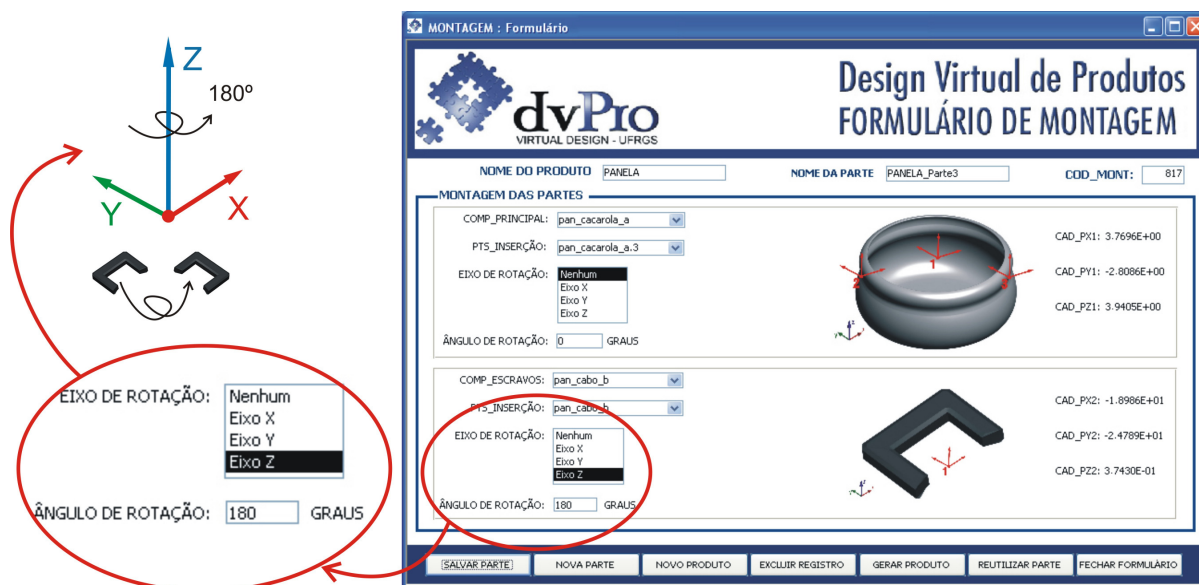 Z
180º
Y
X
EIXO DE ROTAÇÃO:
Nenhum
Eixo X
Eixo Y
Eixo Z
ÂNGULO DE ROTAÇÃO: 180 GRAUS
MONTAGEM : Formulário
dvPro
VIRTUAL DESIGN - UFRGS
Design Virtual de Produtos
FORMULÁRIO DE MONTAGEM
NOME DO PRODUTO PANELA NOME DA PARTE PANELA_Parte3 COD_MONT: 817
MONTAGEM DAS PARTES
COMP_PRINCIPAL: pan_cacarola_a
PTS_INSERÇÃO: pan_cacarola_a.3
EIXO DE ROTAÇÃO: Nenhum
Eixo X
Eixo Y
Eixo Z
ÂNGULO DE ROTAÇÃO: 0 GRAUS
1
2
3
CAD_PX1: 3.7696E+00
CAD_PY1: -2.8086E+00
CAD_PZ1: 3.9405E+00
COMP_ESCRAVOS: pan_cabo_b
PTS_INSERÇÃO: pan_cabo_b
EIXO DE ROTAÇÃO: Nenhum
Eixo X
Eixo Y
Eixo Z
ÂNGULO DE ROTAÇÃO: 180 GRAUS
1
CAD_PX2: -1.8986E+01
CAD_PY2: -2.4789E+01
CAD_PZ2: 3.7430E-01
SALVAR PARTE NOVA PARTE NOVO PRODUTO EXCLUIR REGISTRO GERAR PRODUTO REUTILIZAR PARTE FECHAR FORMULÁRIO